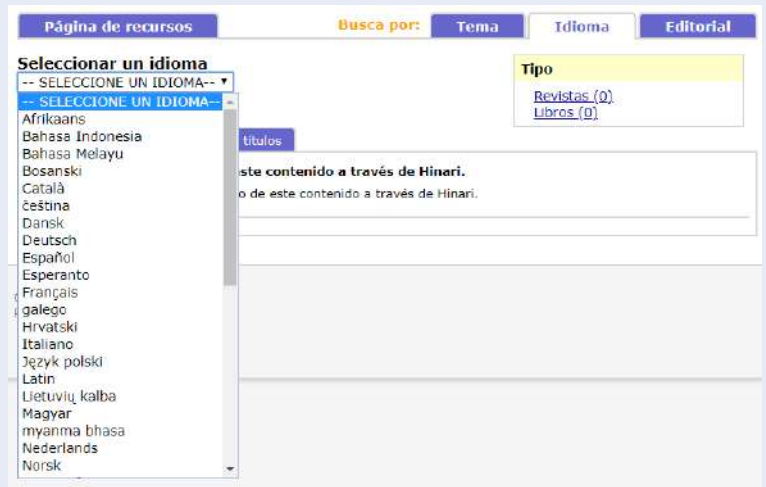 Página de recursos
Busca por:
Tema
Idioma
Editorial
Seleccionar un idioma
-- SELECCIONE UN IDIOMA--
-- SELECCIONE UN IDIOMA--
Afrikaans
Bahasa Indonesia
Bahasa Melayu
Bosanski
Català
čeština
Dansk
Deutsch
Español
Esperanto
Français
galego
Hrvatski
Italiano
Język polski
Latin
Lietuvių kalba
Magyar
myanma bhasa
Nederlands
Norsk
Tipo
Revistas (0)
Libros (0)
títulos
este contenido a través de Hinari.
o de este contenido a través de Hinari.